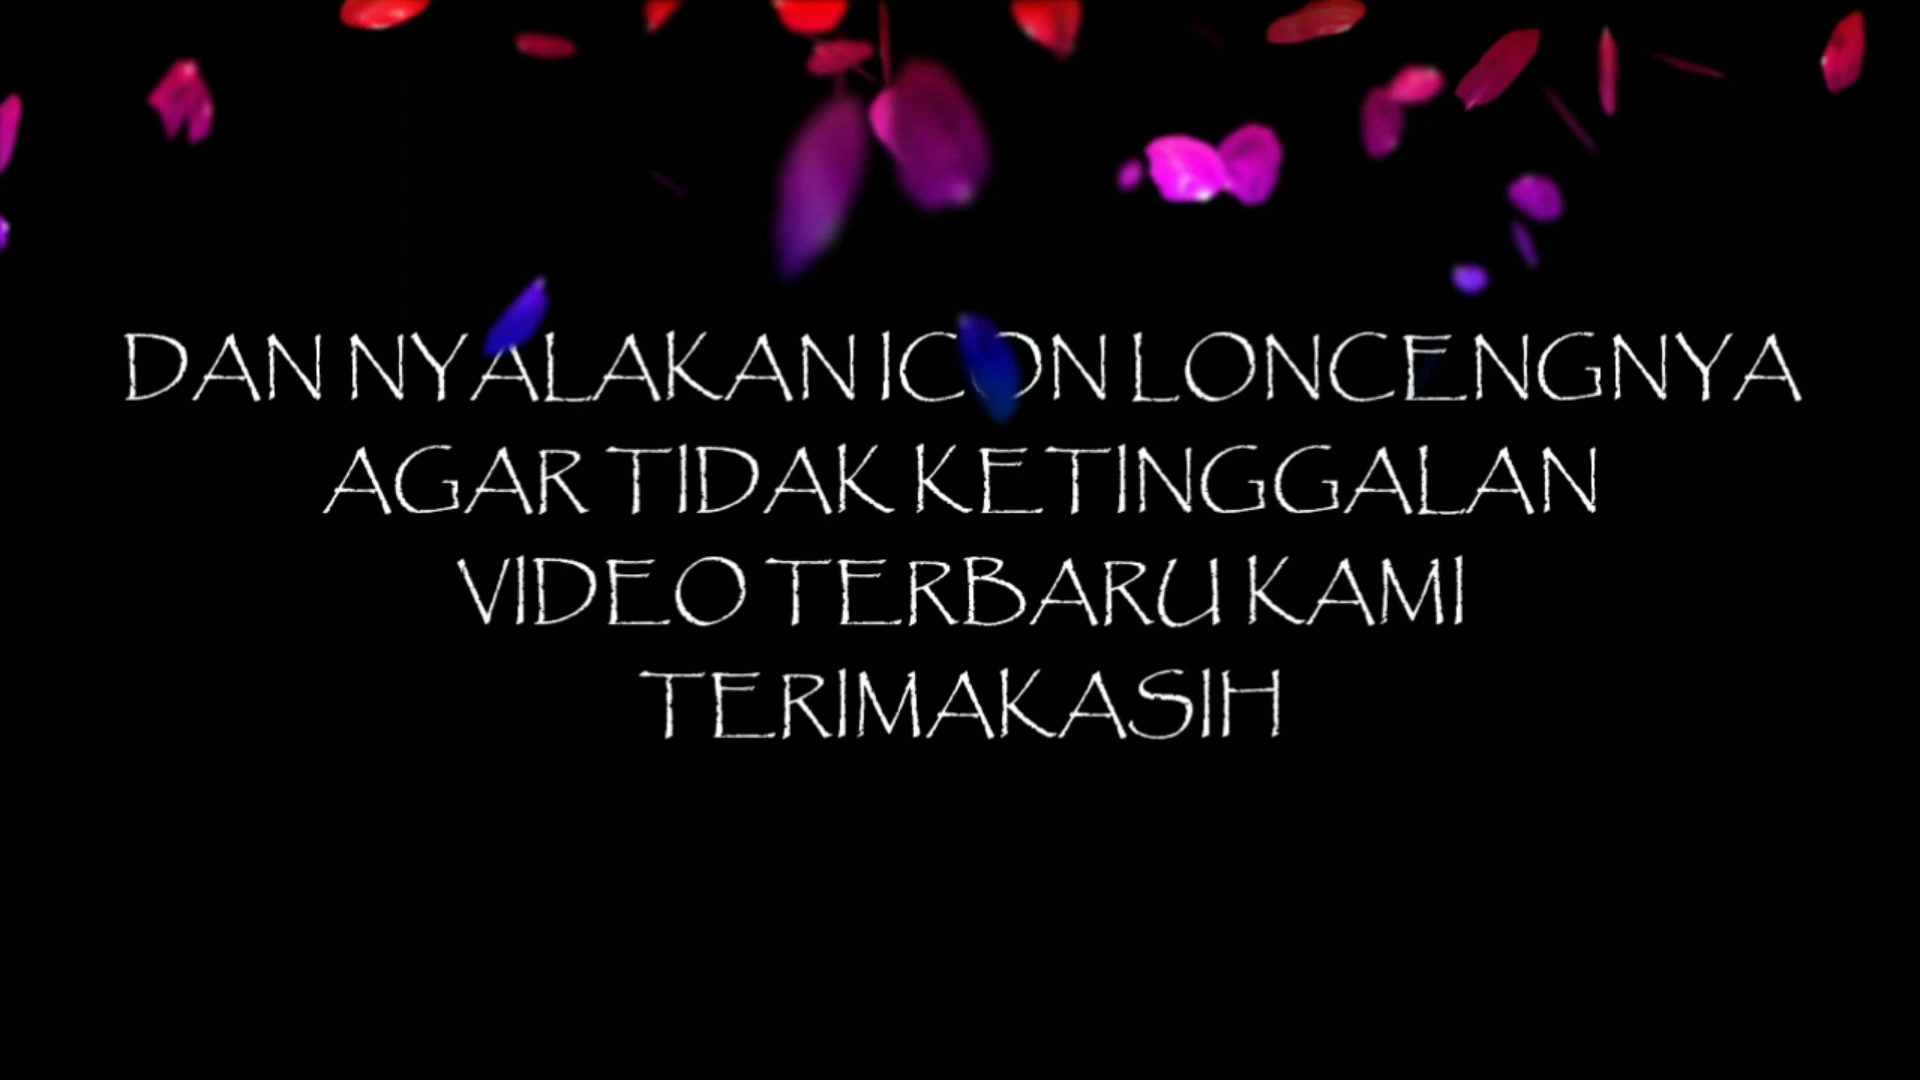 DAN NYALAKAN ICON LONCENGNYA
AGAR TIDAK KETINGGALAN
VIDEO TERBARU KAMI
TERIMAKASIH